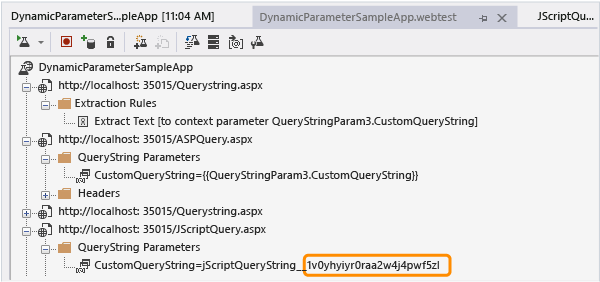 DynamicParameterS...pleApp [11:04 AM]
DynamicParameterSampleApp.webtest
JScriptQu...
DynamicParameterSampleApp
http://localhost: 35015/Querystring.aspx
Extraction Rules
Extract Text [to context parameter QueryStringParam3.CustomQueryString]
http://localhost: 35015/ASPQuery.aspx
QueryString Parameters
CustomQueryString={{QueryStringParam3.CustomQueryString}}
Headers
http://localhost: 35015/Querystring.aspx
http://localhost: 35015/JScriptQuery.aspx
QueryString Parameters
CustomQueryString=jScriptQueryString__1v0yhyiyr0raa2w4j4pwf5zl